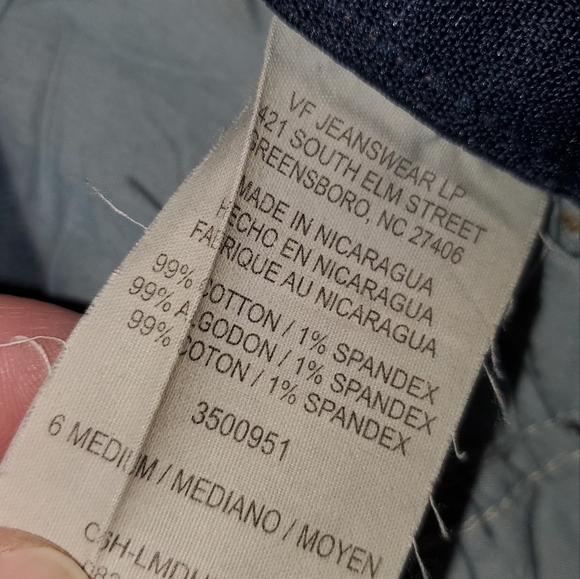 VF JEANSWEAR LP
421 SOUTH ELM STREET
GREENSBORO, NC 27406
MADE IN NICARAGUA
HECHO EN NICARAGUA
FABRIQUE AU NICARAGUA
99% COTTON / 1% SPANDEX
99% ALGODON / 1% SPANDEX
99% COTON / 1% SPANDEX
3500951
6 MEDIUM / MEDIANO / MOYEN